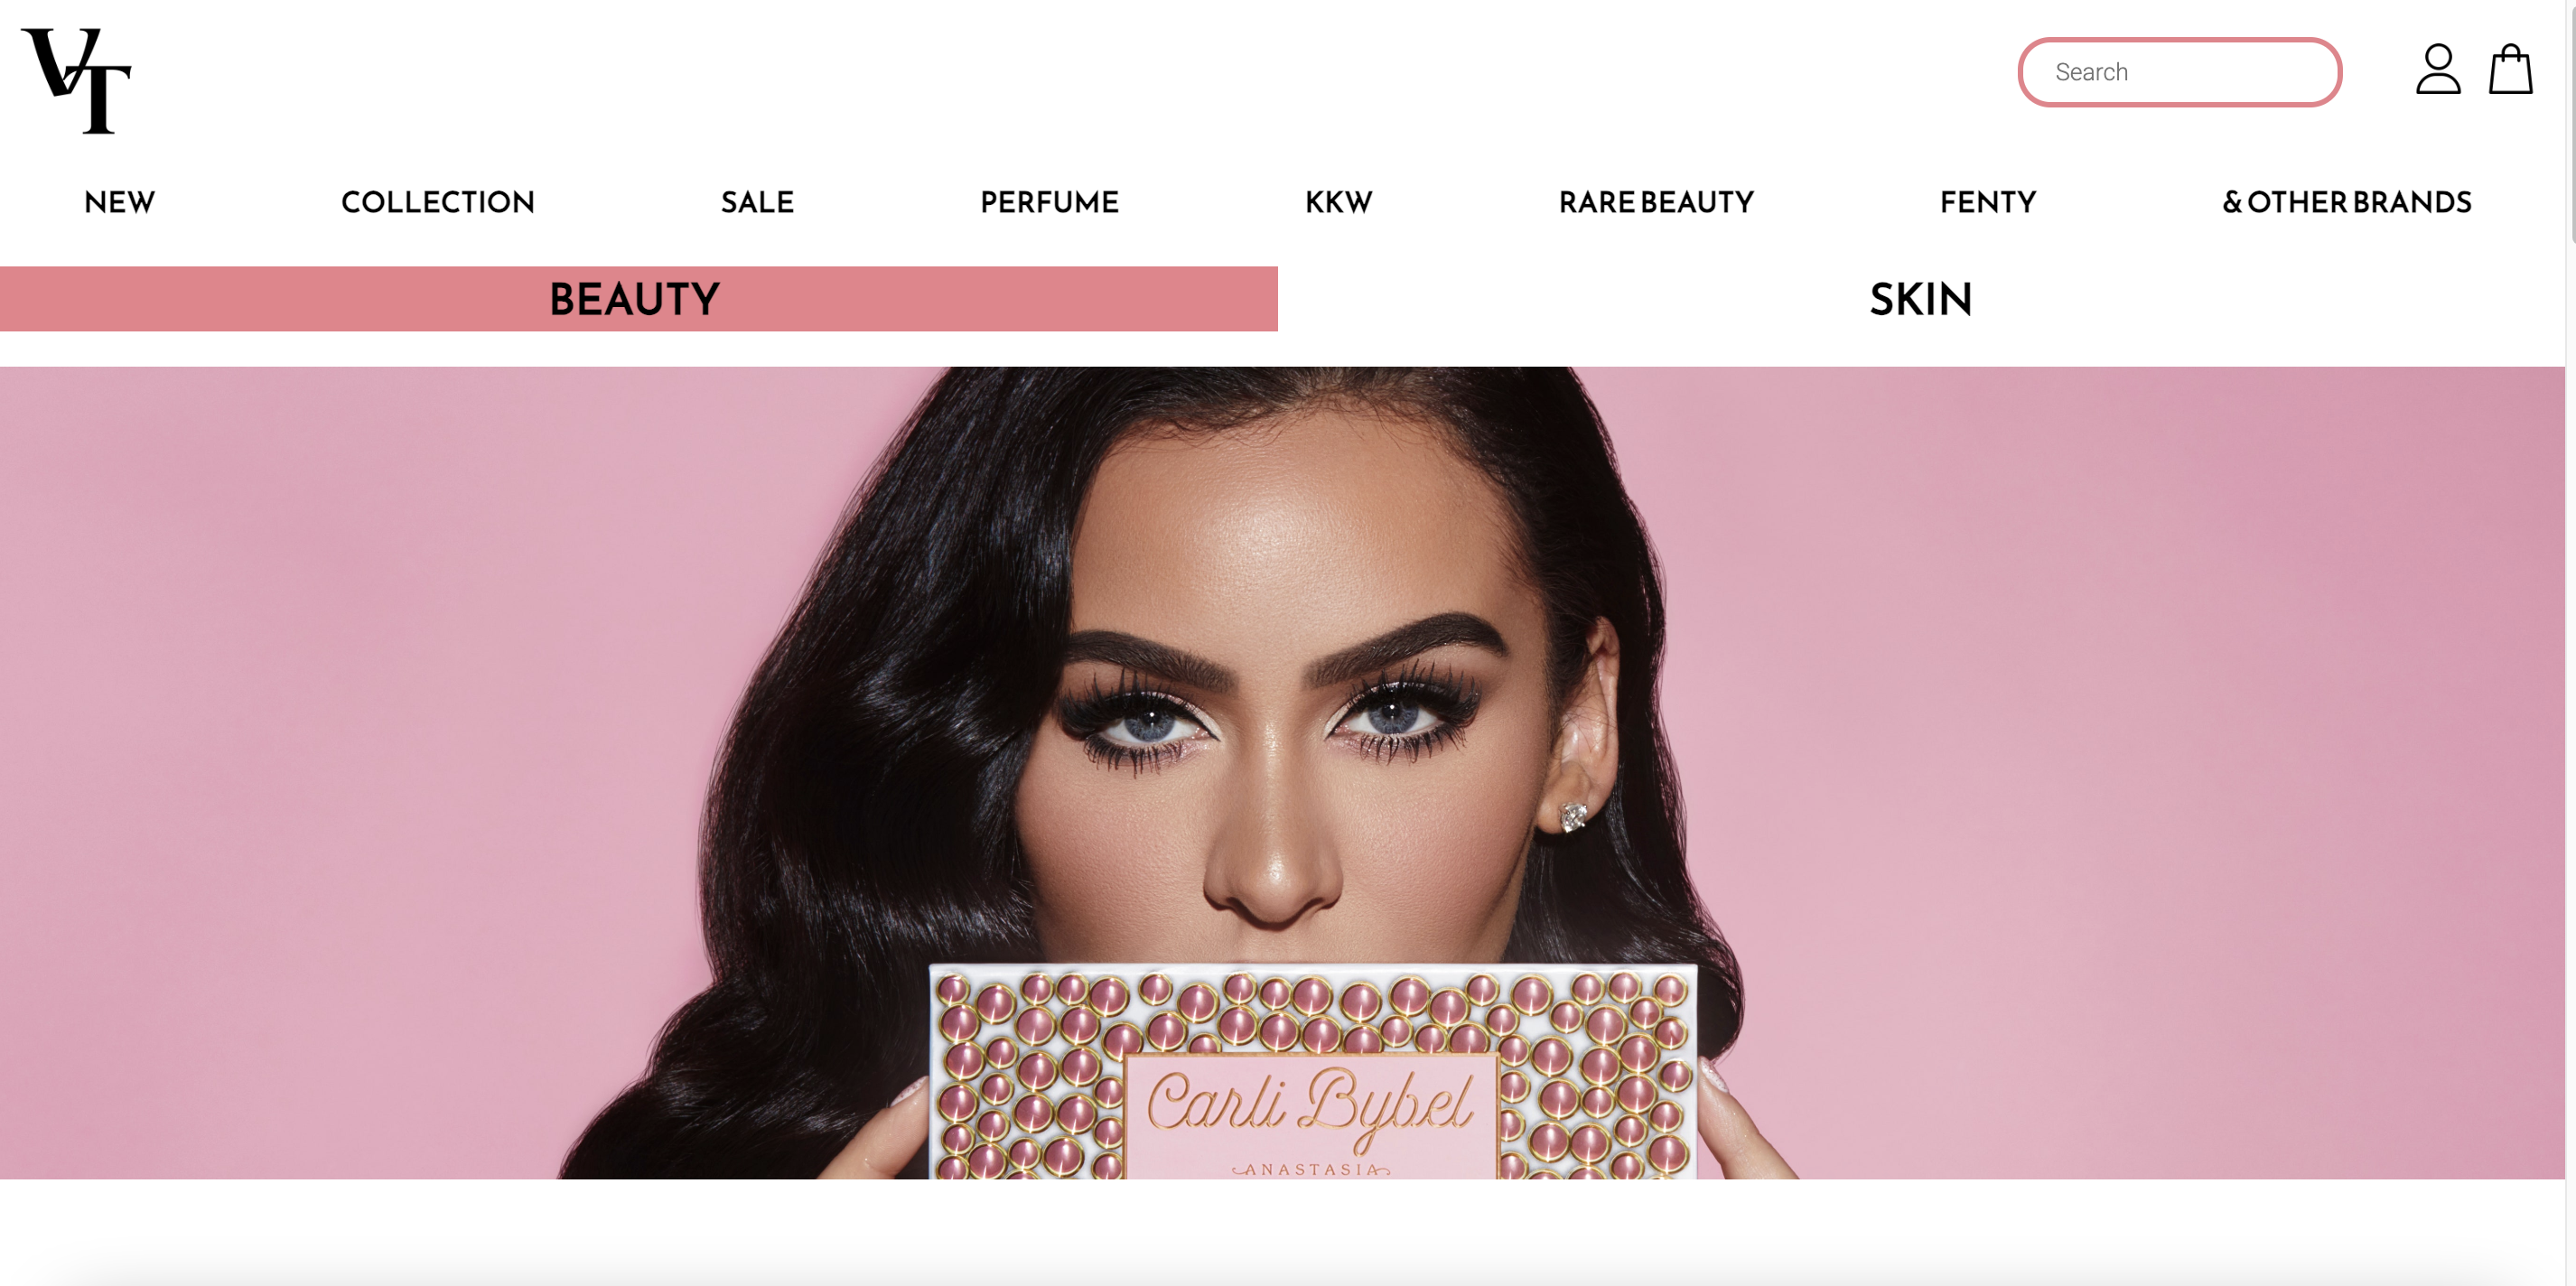 VT
Search
NEW COLLECTION SALE PERFUME KKW RARE BEAUTY FENTY & OTHER BRANDS
BEAUTY SKIN
Carli Bybel
ANASTASIA